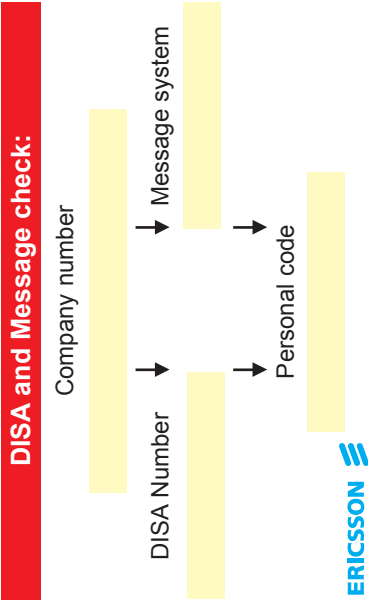 DISA and Message check:
Company number
DISA Number
Message system
Personal code
ERICSSON